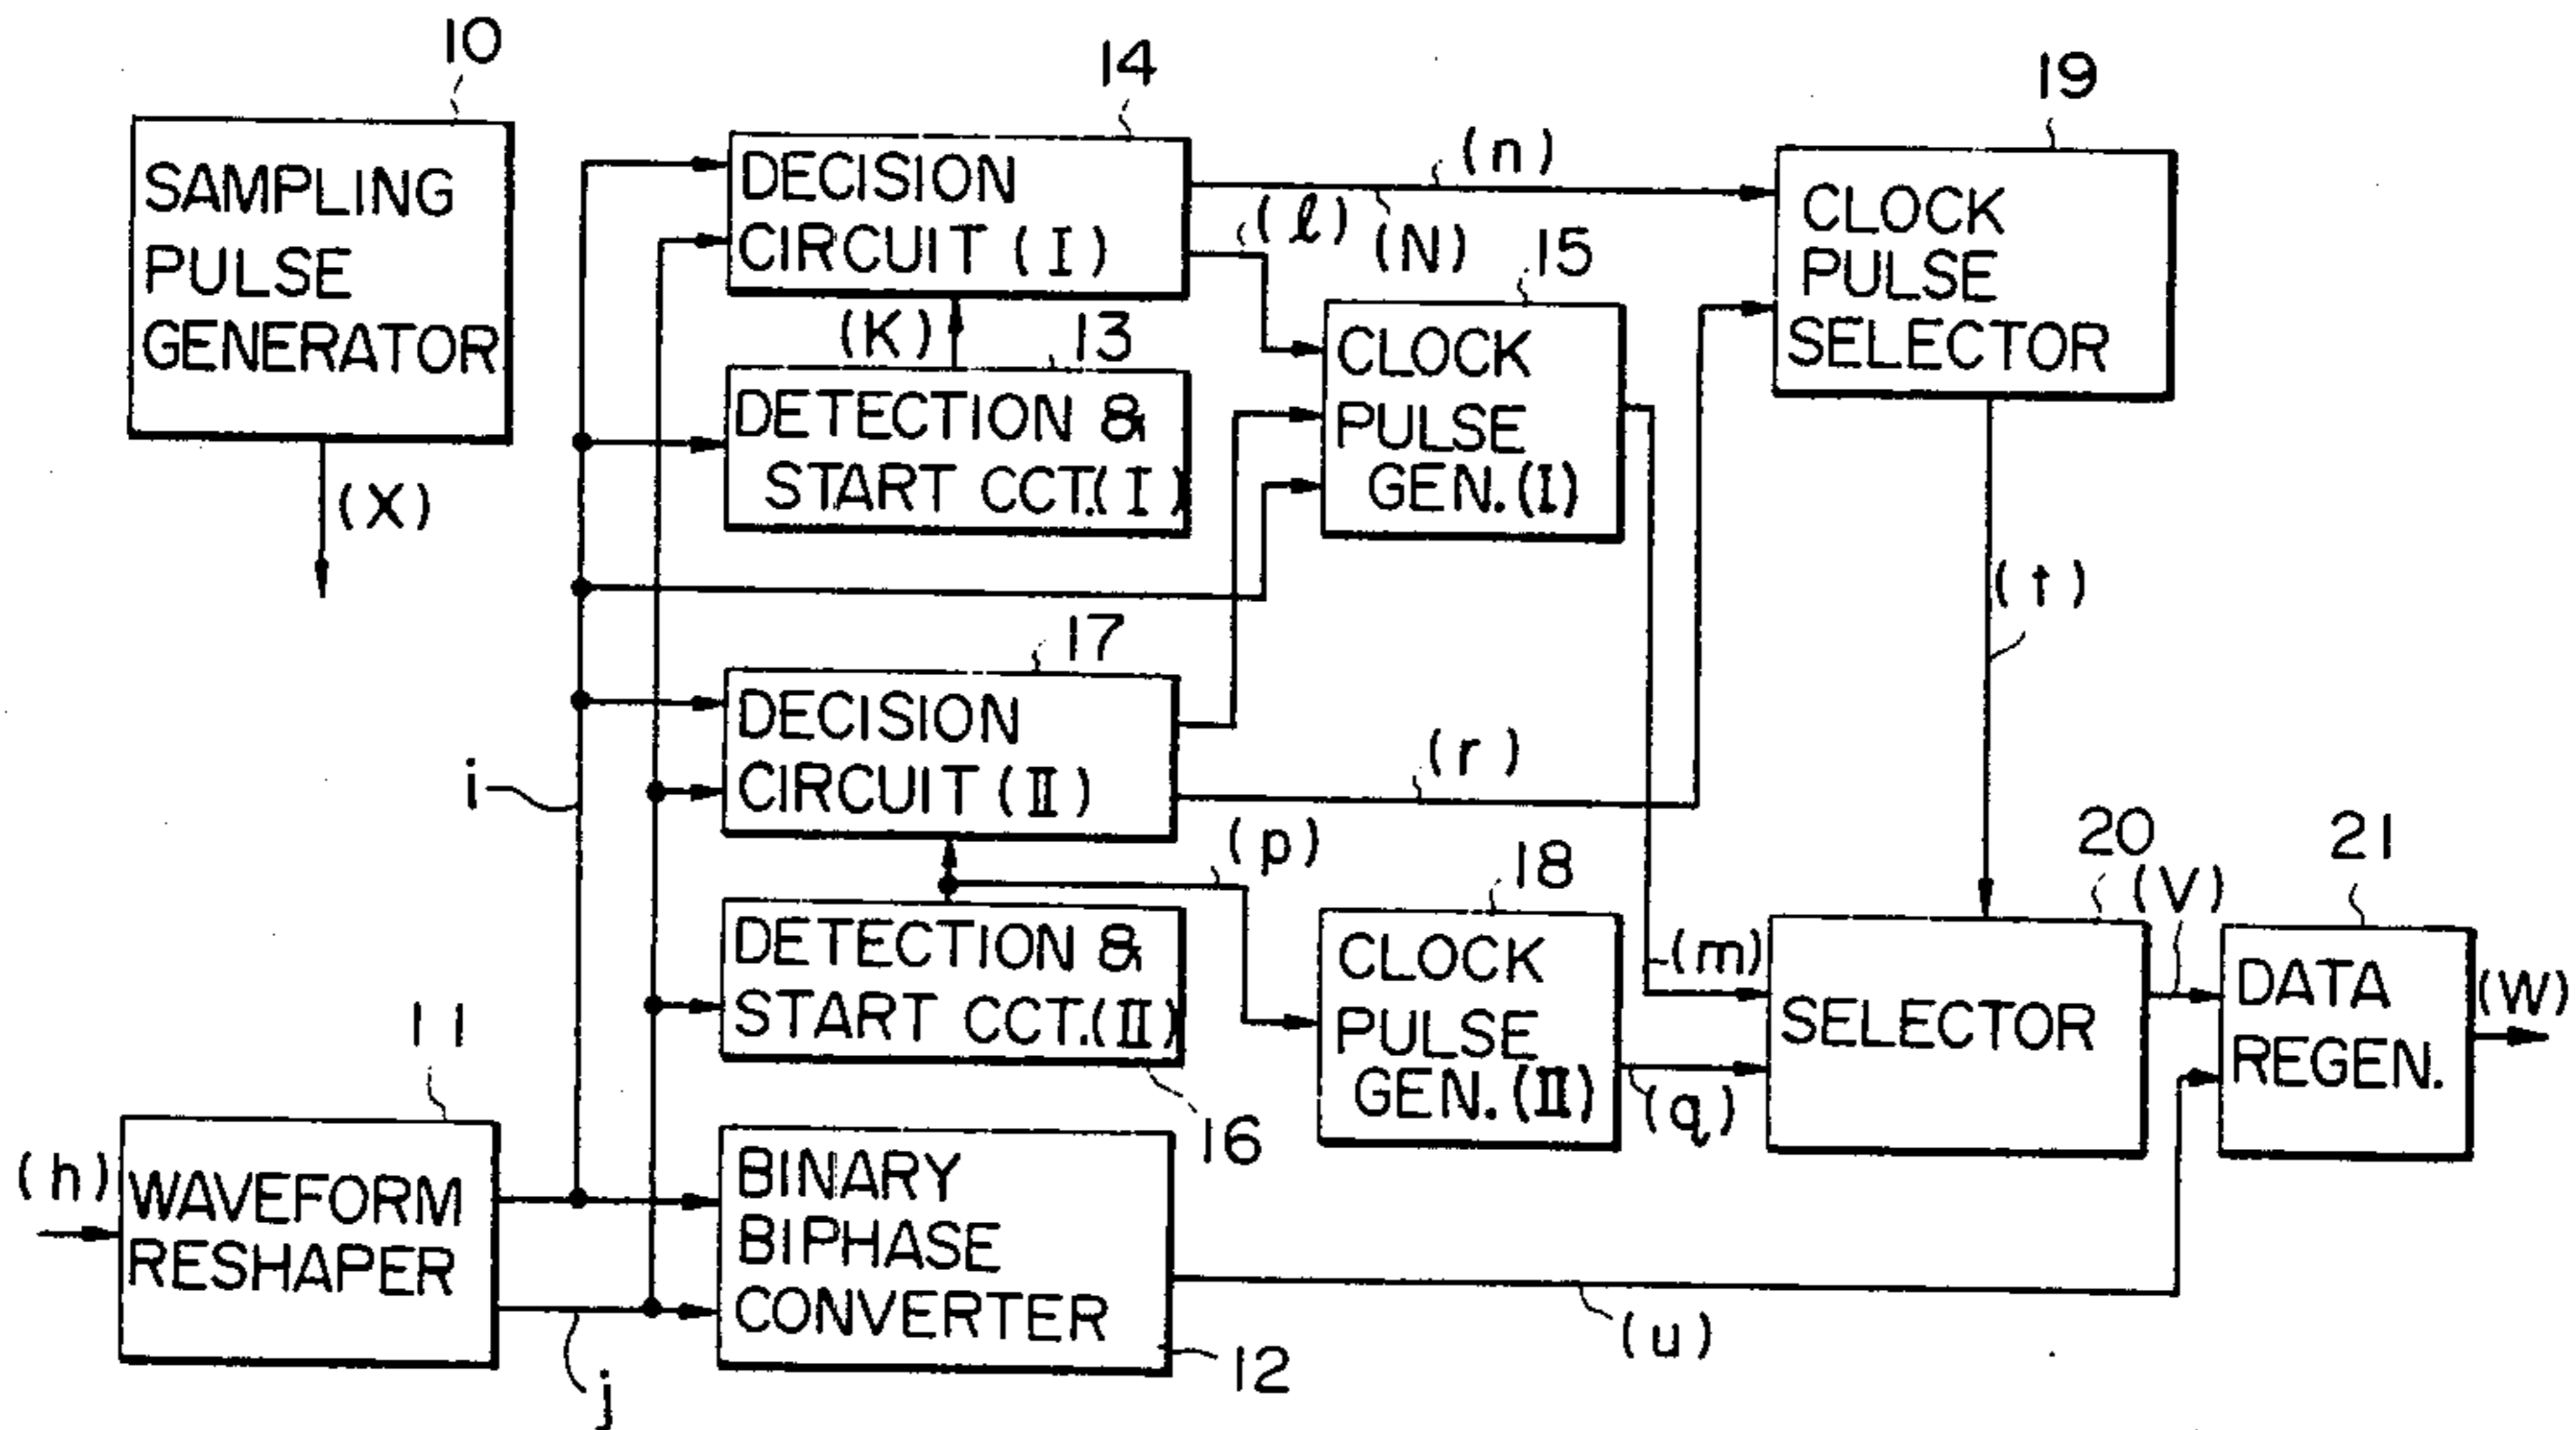 10
SAMPLING
PULSE
GENERATOR
(X)
14
DECISION
CIRCUIT (I)
(n)
(l)
(N)
19
CLOCK
PULSE
SELECTOR
(K)
13
DETECTION &
START CCT.(I)
15
CLOCK
PULSE
GEN.(I)
(t)
17
DECISION
CIRCUIT (II)
(r)
i
(p)
DETECTION &
START CCT.(II)
16
18
CLOCK
PULSE
GEN.(II)
(m)
(q)
20
SELECTOR
(V)
21
DATA
REGEN.
(W)
11
(h)
WAVEFORM
RESHAPER
j
BINARY
BIPHASE
CONVERTER
12
(u)